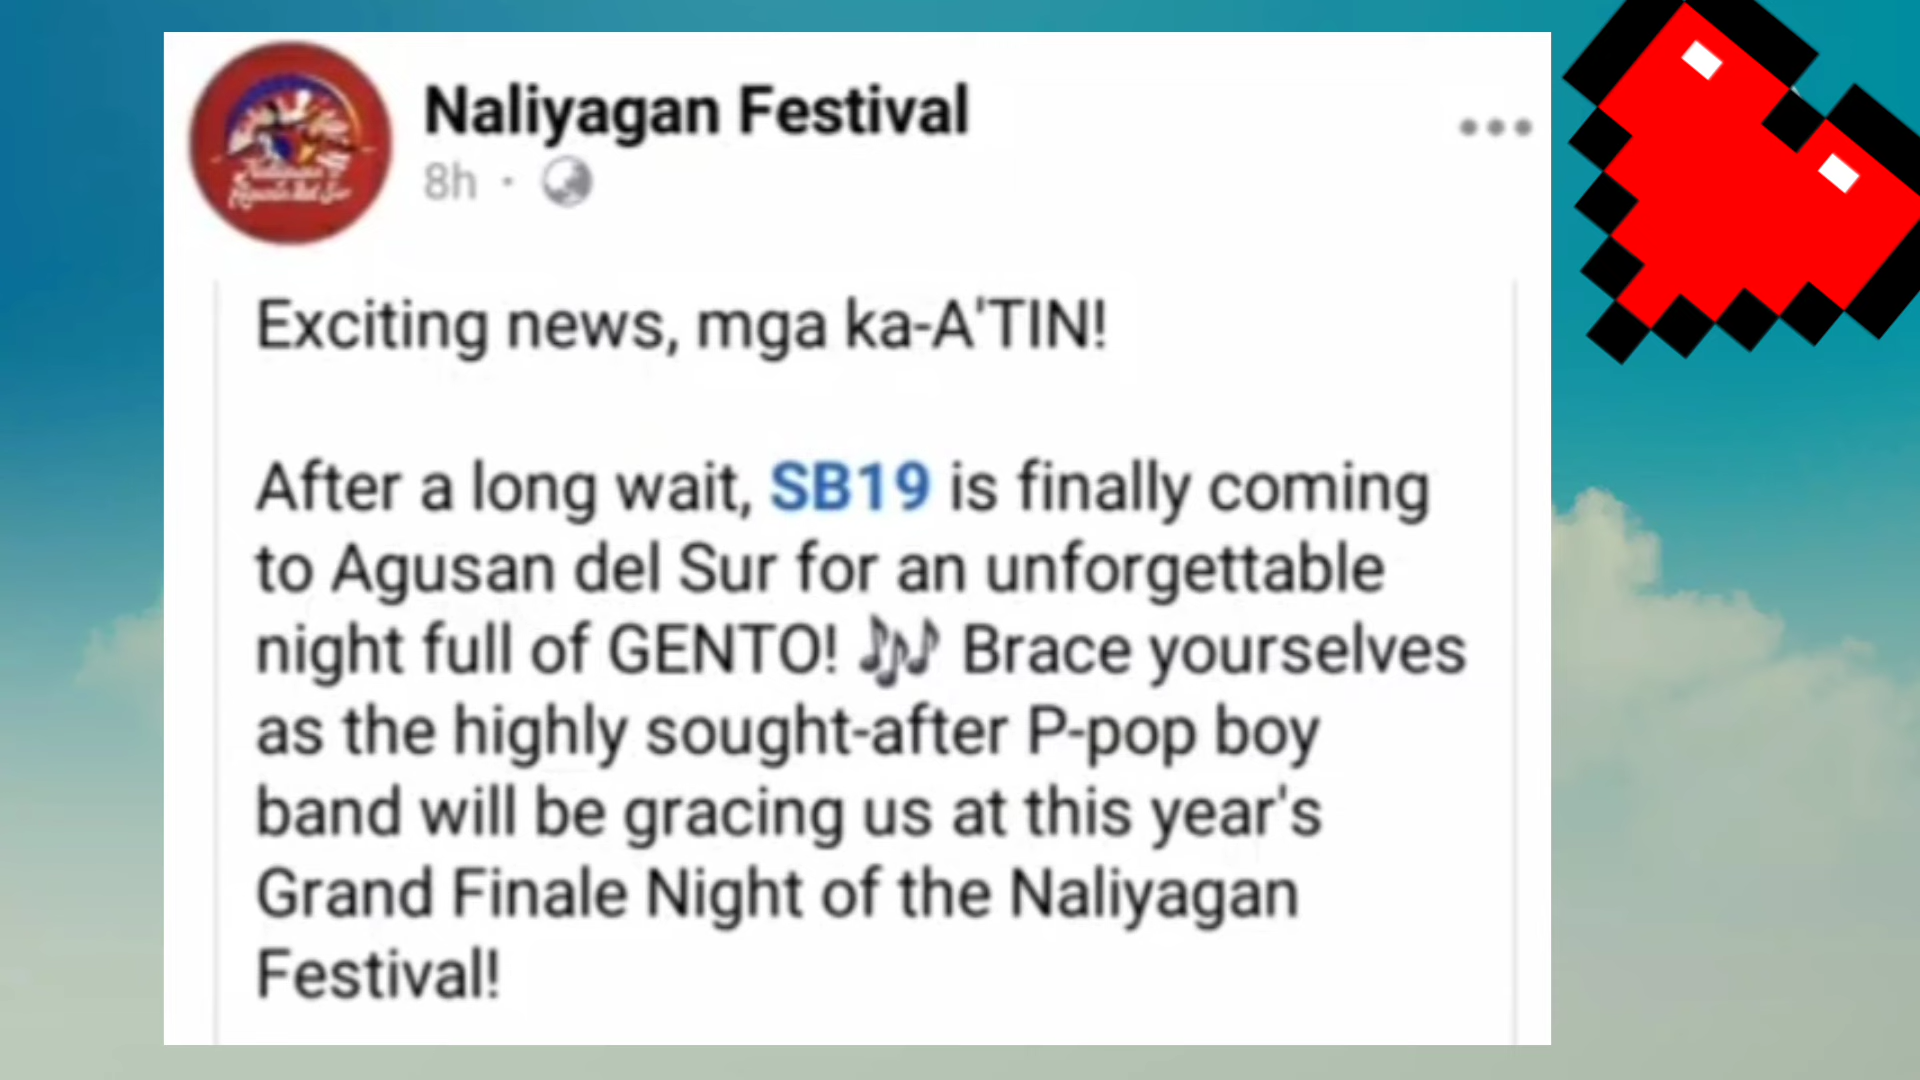 Naliyagan Festival
8h ·
Exciting news, mga ka-A'TIN!
After a long wait, SB19 is finally coming
to Agusan del Sur for an unforgettable
night full of GENTO! 🎶 Brace yourselves
as the highly sought-after P-pop boy
band will be gracing us at this year's
Grand Finale Night of the Naliyagan
Festival!